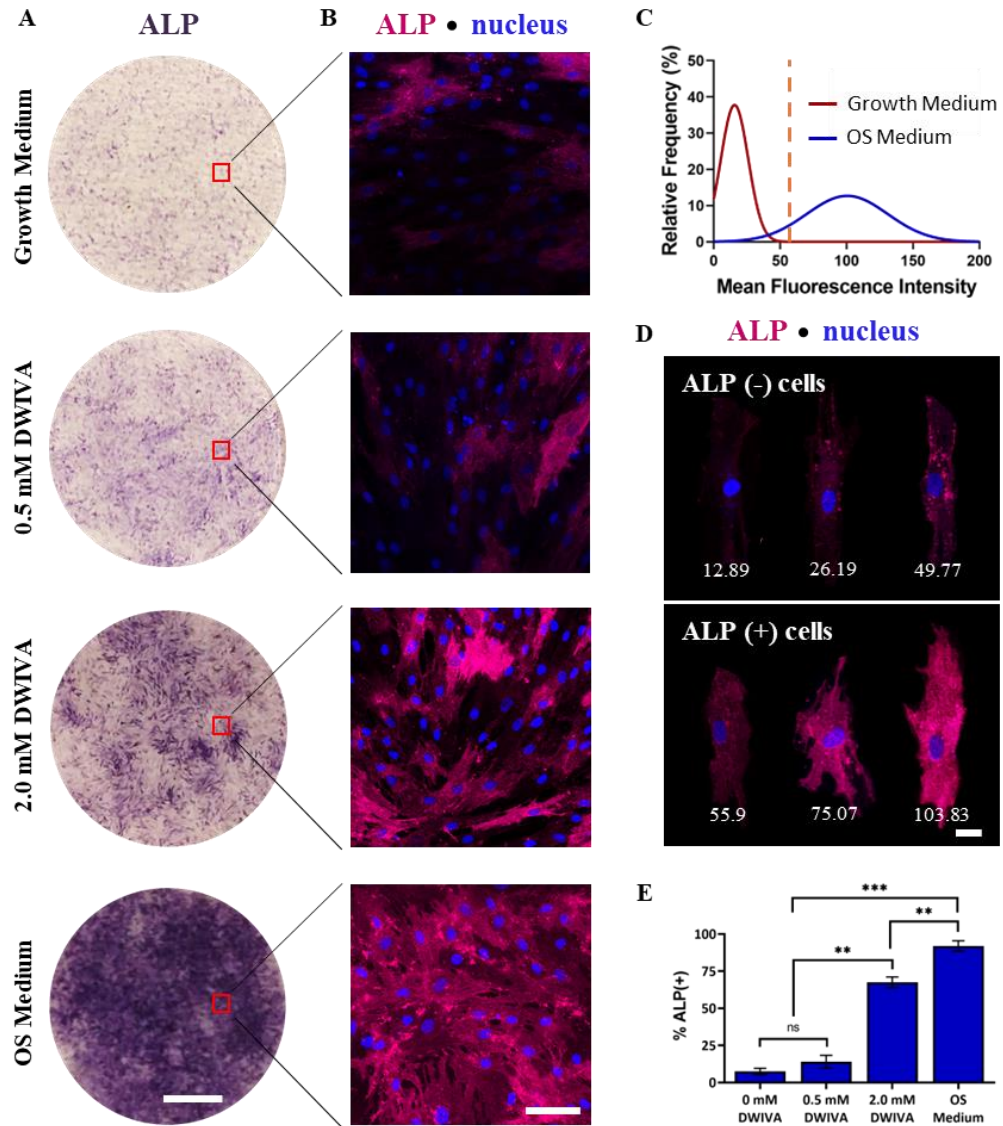 A
ALP
B
ALP • nucleus
Growth Medium
0.5 mM DWIVA
2.0 mM DWIVA
OS Medium
C
Relative Frequency (%)
50
40
30
20
10
0
Growth Medium
OS Medium
0
50
100
150
200
Mean Fluorescence Intensity
D
ALP • nucleus
ALP (-) cells
12.89
26.19
49.77
ALP (+) cells
55.9
75.07
103.83
E
***
**
**
ns
% ALP(+)
100
75
50
25
0
0 mM
DWIVA
0.5 mM
DWIVA
2.0 mM
DWIVA
OS
Medium